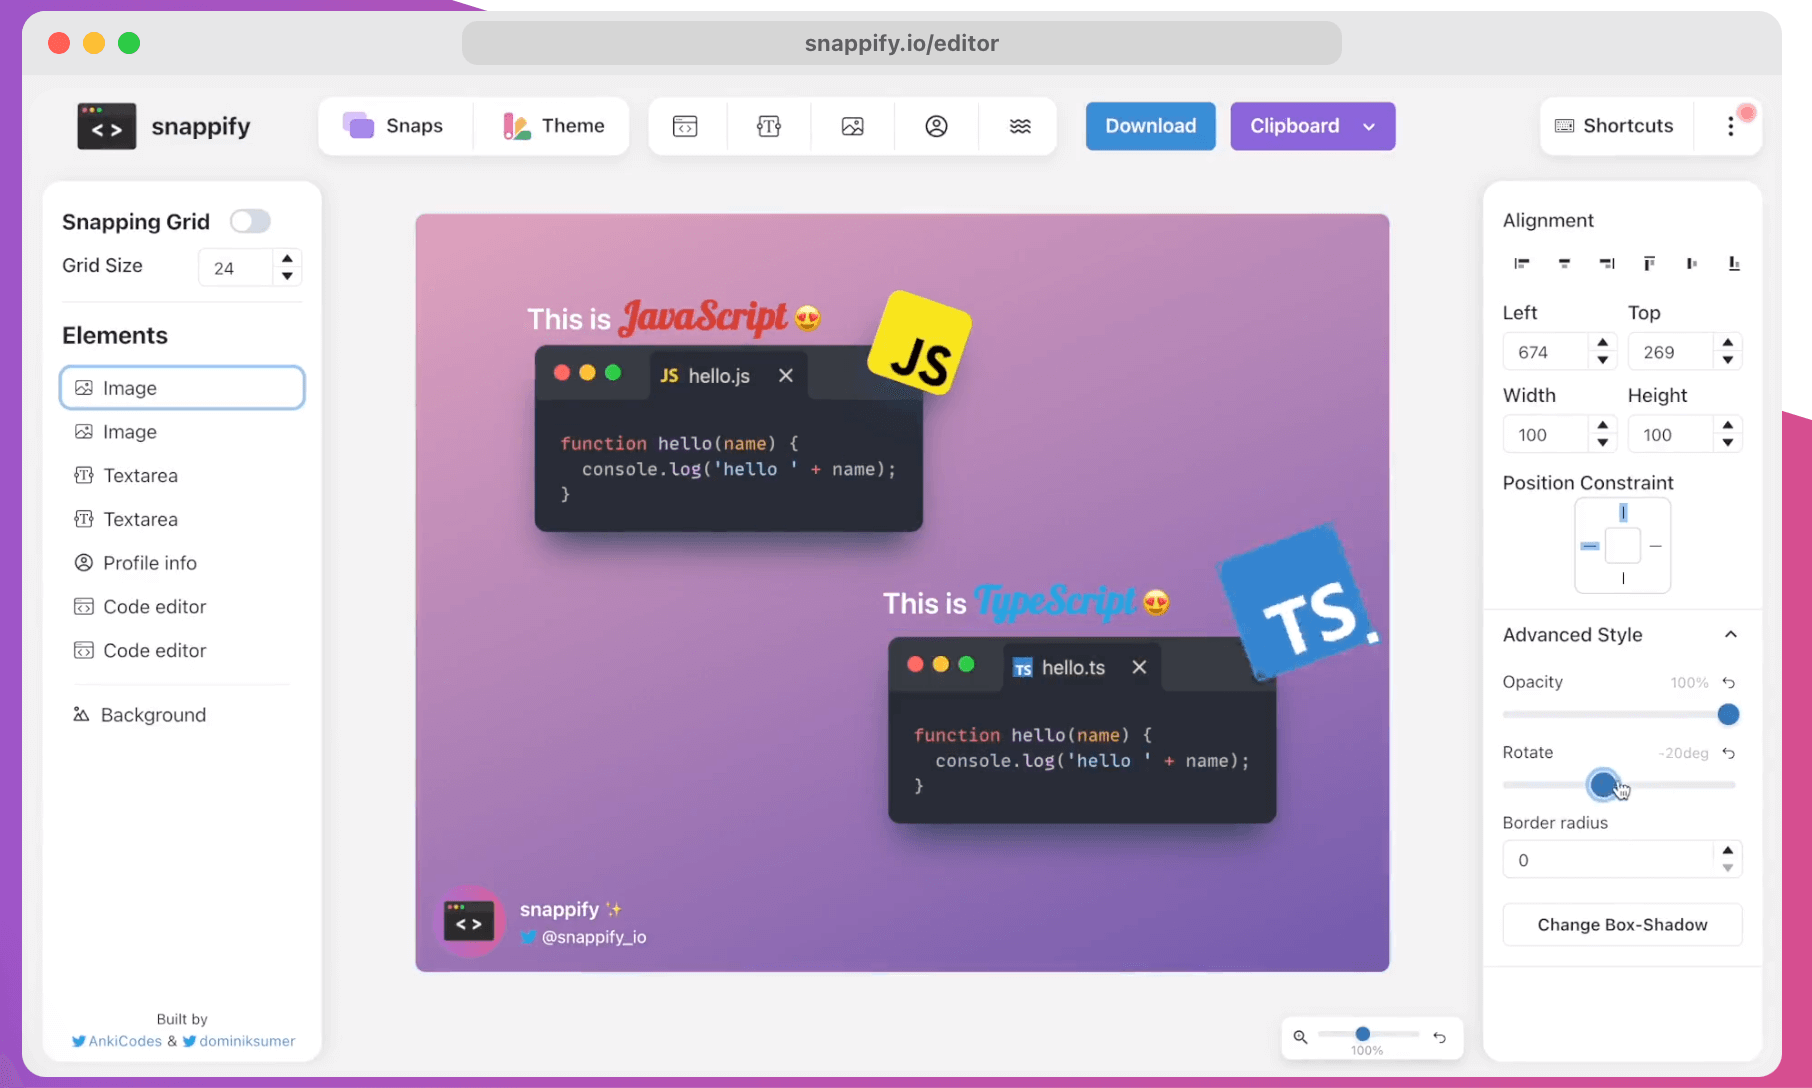 snappify.io/editor
snappify
Snaps
Theme
Download
Clipboard
Shortcuts
Snapping Grid
Grid Size
24
Elements
Image
Image
Textarea
Textarea
Profile info
Code editor
Code editor
Background
Built by
AnkiCodes & dominiksumer
This is JavaScript 😍
JS
JS hello.js
function hello(name) {
  console.log('hello ' + name);
}
This is TypeScript 😍
TS
TS hello.ts
function hello(name) {
  console.log('hello ' + name);
}
snappify ✨
@snappify_io
100%
Alignment
Left Top
674 269
Width Height
100 100
Position Constraint
Advanced Style
Opacity 100%
Rotate -20deg
Border radius
0
Change Box-Shadow